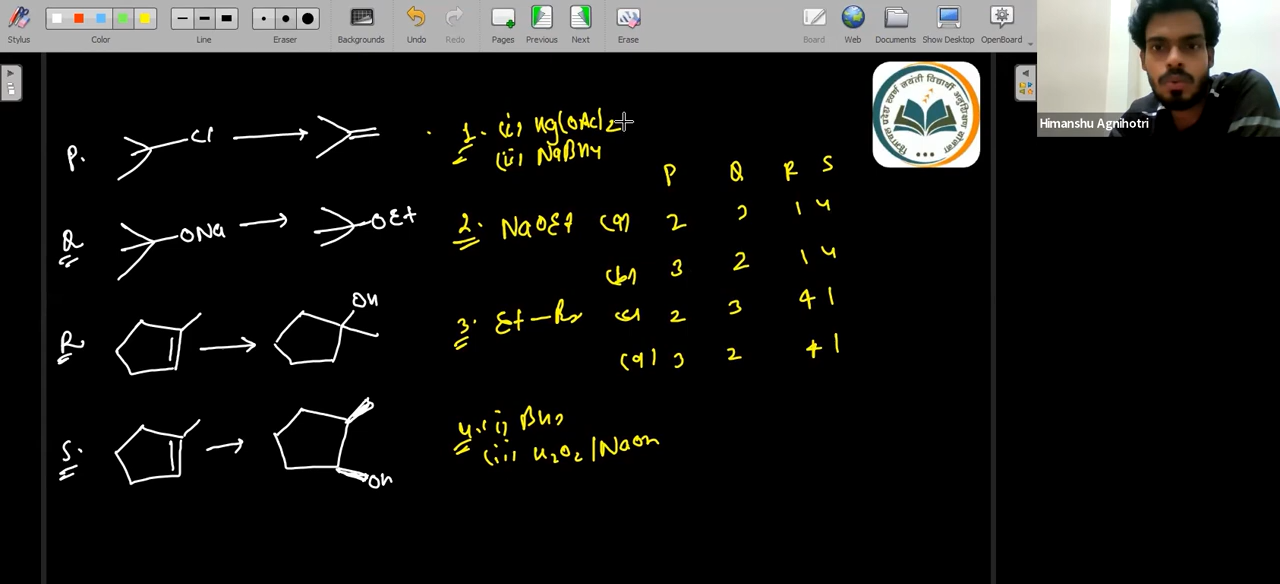 Stylus
Color
Line
Eraser
Backgrounds
Undo
Redo
Pages
Previous
Next
Erase
Board
Web
Documents
Show Desktop
OpenBoard
Himanshu Agnihotri
P. Cl
1. (i) Hg(OAc)2
(ii) NaBH4
P Q R S
Q ONa OEt
2. NaOEt (a) 2 3 1 4
(b) 3 2 1 4
R OH
3. Et-Br (c) 2 3 4 1
(d) 3 2 4 1
S. OH
4. (i) BH3
(ii) H2O2/NaOH